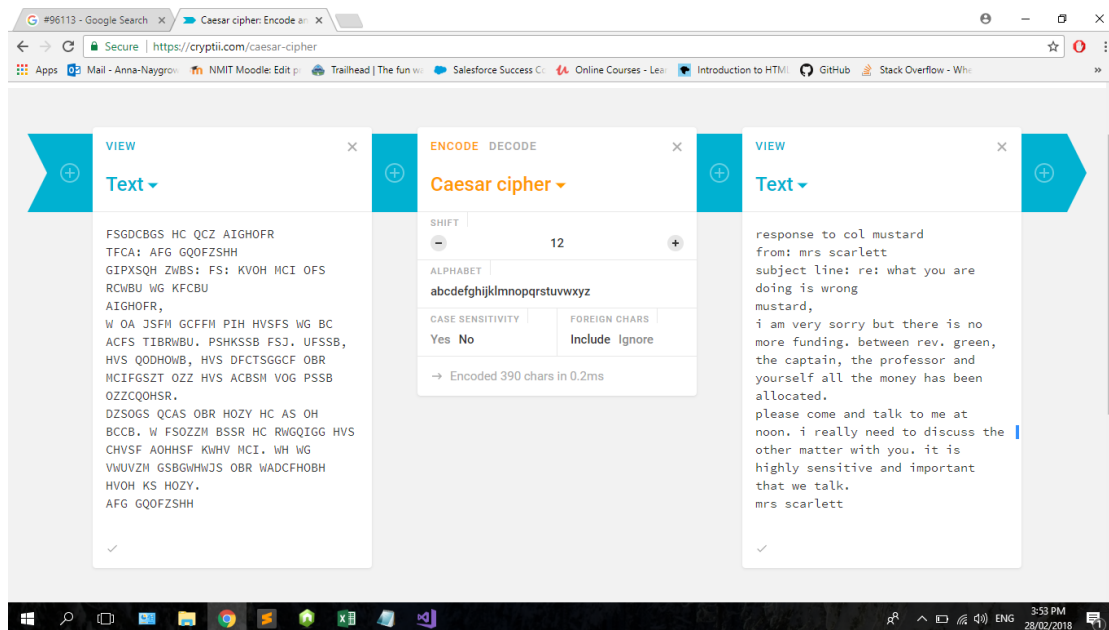 #96113 - Google Search
Caesar cipher: Encode an
Secure https://cryptii.com/caesar-cipher
Apps Mail - Anna-Naygrow NMIT Moodle: Edit pr Trailhead | The fun wa Salesforce Success Co Online Courses - Lear Introduction to HTML GitHub Stack Overflow - Whe »
VIEW
Text
FSGDCBGS HC QCZ AIGHOFR
TFCA: AFG GQOFZSHH
GIPXSQH ZWBS: FS: KVOH MCI OFS
RCWBU WG KFCBU
AIGHOFR,
W OA JSFM GCFFM PIH HVSFS WG BC
ACFS TIBRWBU. PSHKSSB FSJ. UFSSB,
HVS QODHOWB, HVS DFCTSGGCF OBR
MCIFGSZT OZZ HVS ACBSM VOG PSSB
OZZCQOHSR.
DZSOGS QCAS OBR HOZY HC AS OH
BCCB. W FSOZZM BSSR HC RWGQIGG HVS
CHVSF AOHHSF KWHV MCI. WH WG
VWUVZM GSBGWHWJS OBR WADCFHOBH
HVOH KS HOZY.
AFG GQOFZSHH
ENCODE DECODE
Caesar cipher
SHIFT
− 12 +
ALPHABET
abcdefghijklmnopqrstuvwxyz
CASE SENSITIVITY FOREIGN CHARS
Yes No Include Ignore
→ Encoded 390 chars in 0.2ms
VIEW
Text
response to col mustard
from: mrs scarlett
subject line: re: what you are
doing is wrong
mustard,
i am very sorry but there is no
more funding. between rev. green,
the captain, the professor and
yourself all the money has been
allocated.
please come and talk to me at
noon. i really need to discuss the
other matter with you. it is
highly sensitive and important
that we talk.
mrs scarlett
ENG
3:53 PM
28/02/2018